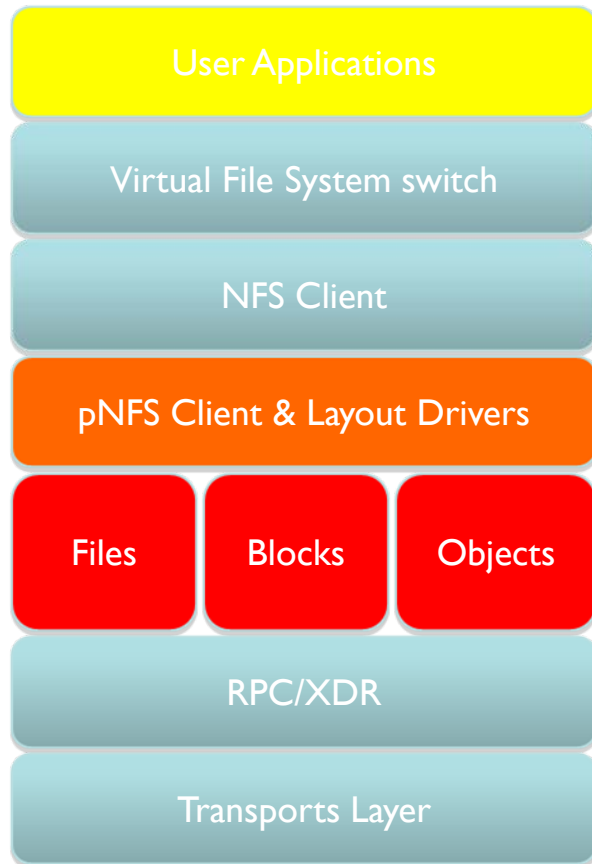 User Applications
Virtual File System switch
NFS Client
pNFS Client & Layout Drivers
Files
Blocks
Objects
RPC/XDR
Transports Layer